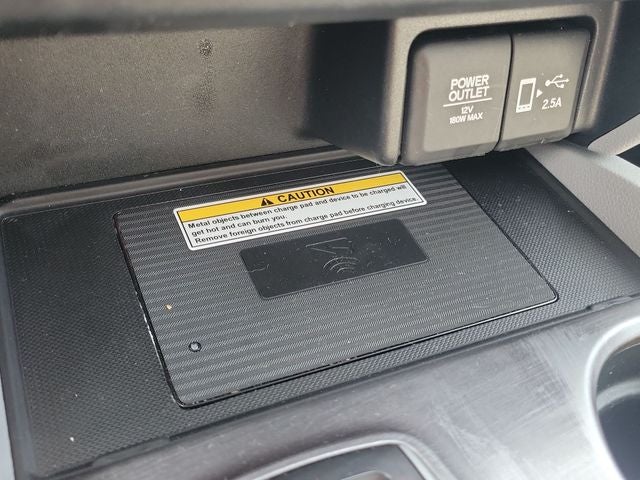 POWER
OUTLET
12V
180W MAX
2.5A
CAUTION
Metal objects between charge pad and device to be charged will
get hot and can burn you.
Remove foreign objects from charge pad before charging device.